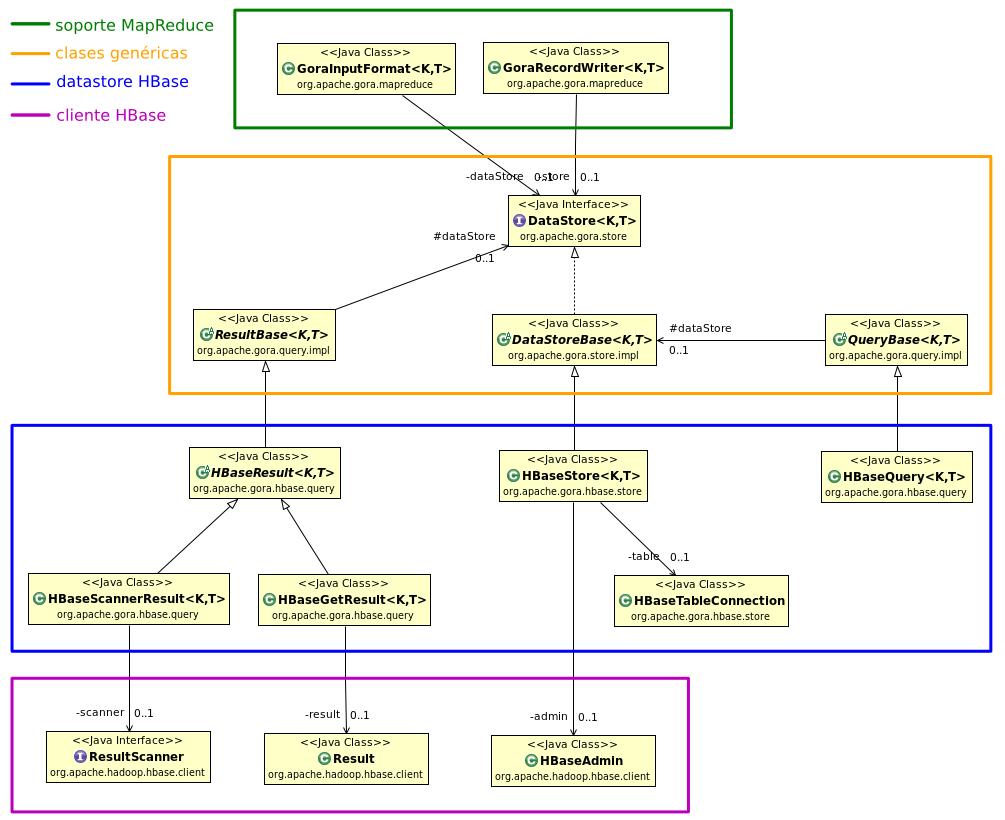 soporte MapReduce
clases genéricas
datastore HBase
cliente HBase
<<Java Class>>
GoraInputFormat<K,T>
org.apache.gora.mapreduce
<<Java Class>>
GoraRecordWriter<K,T>
org.apache.gora.mapreduce
-dataStore 0..1
-store 0..1
<<Java Interface>>
DataStore<K,T>
org.apache.gora.store
#dataStore
0..1
<<Java Class>>
ResultBase<K,T>
org.apache.gora.query.impl
<<Java Class>>
DataStoreBase<K,T>
org.apache.gora.store.impl
#dataStore
0..1
<<Java Class>>
QueryBase<K,T>
org.apache.gora.query.impl
<<Java Class>>
HBaseResult<K,T>
org.apache.gora.hbase.query
<<Java Class>>
HBaseStore<K,T>
org.apache.gora.hbase.store
<<Java Class>>
HBaseQuery<K,T>
org.apache.gora.hbase.query
-table 0..1
<<Java Class>>
HBaseScannerResult<K,T>
org.apache.gora.hbase.query
<<Java Class>>
HBaseGetResult<K,T>
org.apache.gora.hbase.query
<<Java Class>>
HBaseTableConnection
org.apache.gora.hbase.store
-scanner 0..1
-result 0..1
-admin 0..1
<<Java Interface>>
ResultScanner
org.apache.hadoop.hbase.client
<<Java Class>>
Result
org.apache.hadoop.hbase.client
<<Java Class>>
HBaseAdmin
org.apache.hadoop.hbase.client